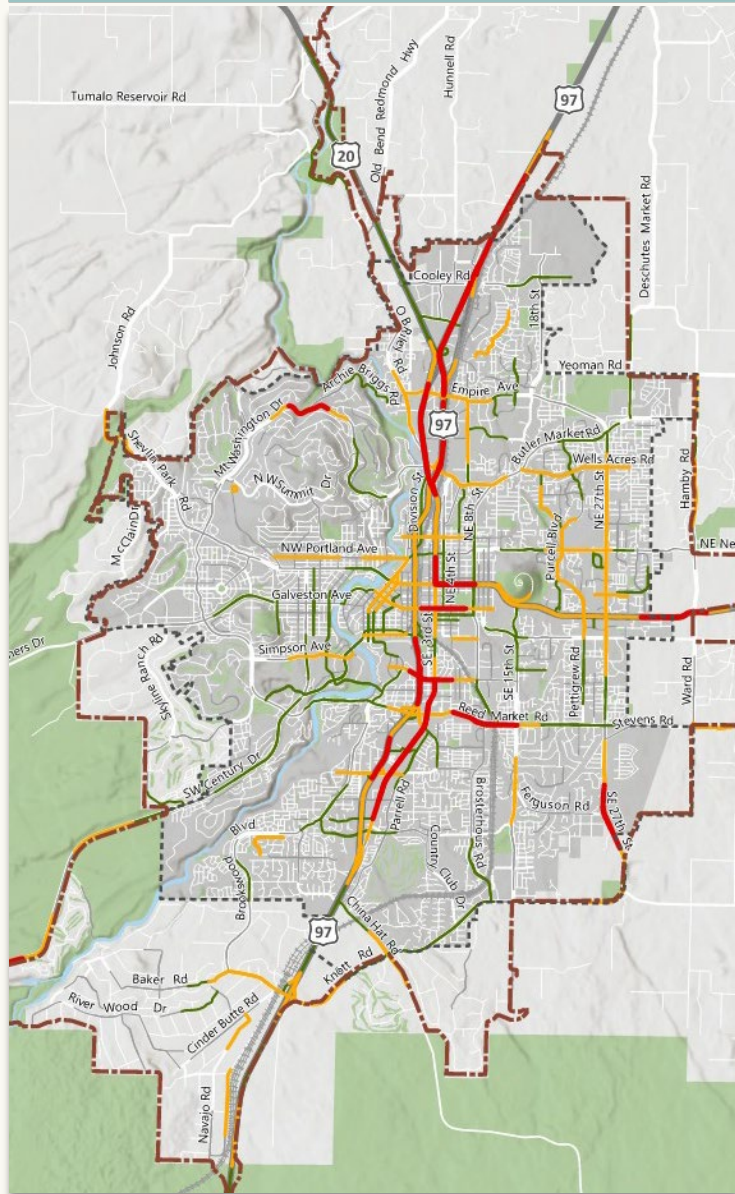 Tumalo Reservoir Rd
20
Old Bend Redmond Hwy
Hunnell Rd
97
Deschutes Market Rd
Cooley Rd
18th St
Johnson Rd
O B Riley Rd
Yeoman Rd
Archie Briggs Rd
Empire Ave
97
Mt Washington Dr
Shevlin Park Rd
Butler Market Rd
Wells Acres Rd
Hamby Rd
NW Summit Dr
Division St
NE 8th St
NE 27th St
McClain Dr
Purcell Blvd
NW Portland Ave
NE Ne
NE 4th St
Galveston Ave
SE 3rd St
Simpson Ave
SE 15th St
Pettigrew Rd
Ward Rd
ners Dr
Skyline Ranch Rd
Reed Market Rd
Stevens Rd
SW Century Dr
Parrell Rd
Brosterhous Rd
Ferguson Rd
SE 27th St
Blvd
Brookswood
Country Club Dr
China Hat Rd
97
Knott Rd
Baker Rd
River Wood Dr
Cinder Butte Rd
Navajo Rd